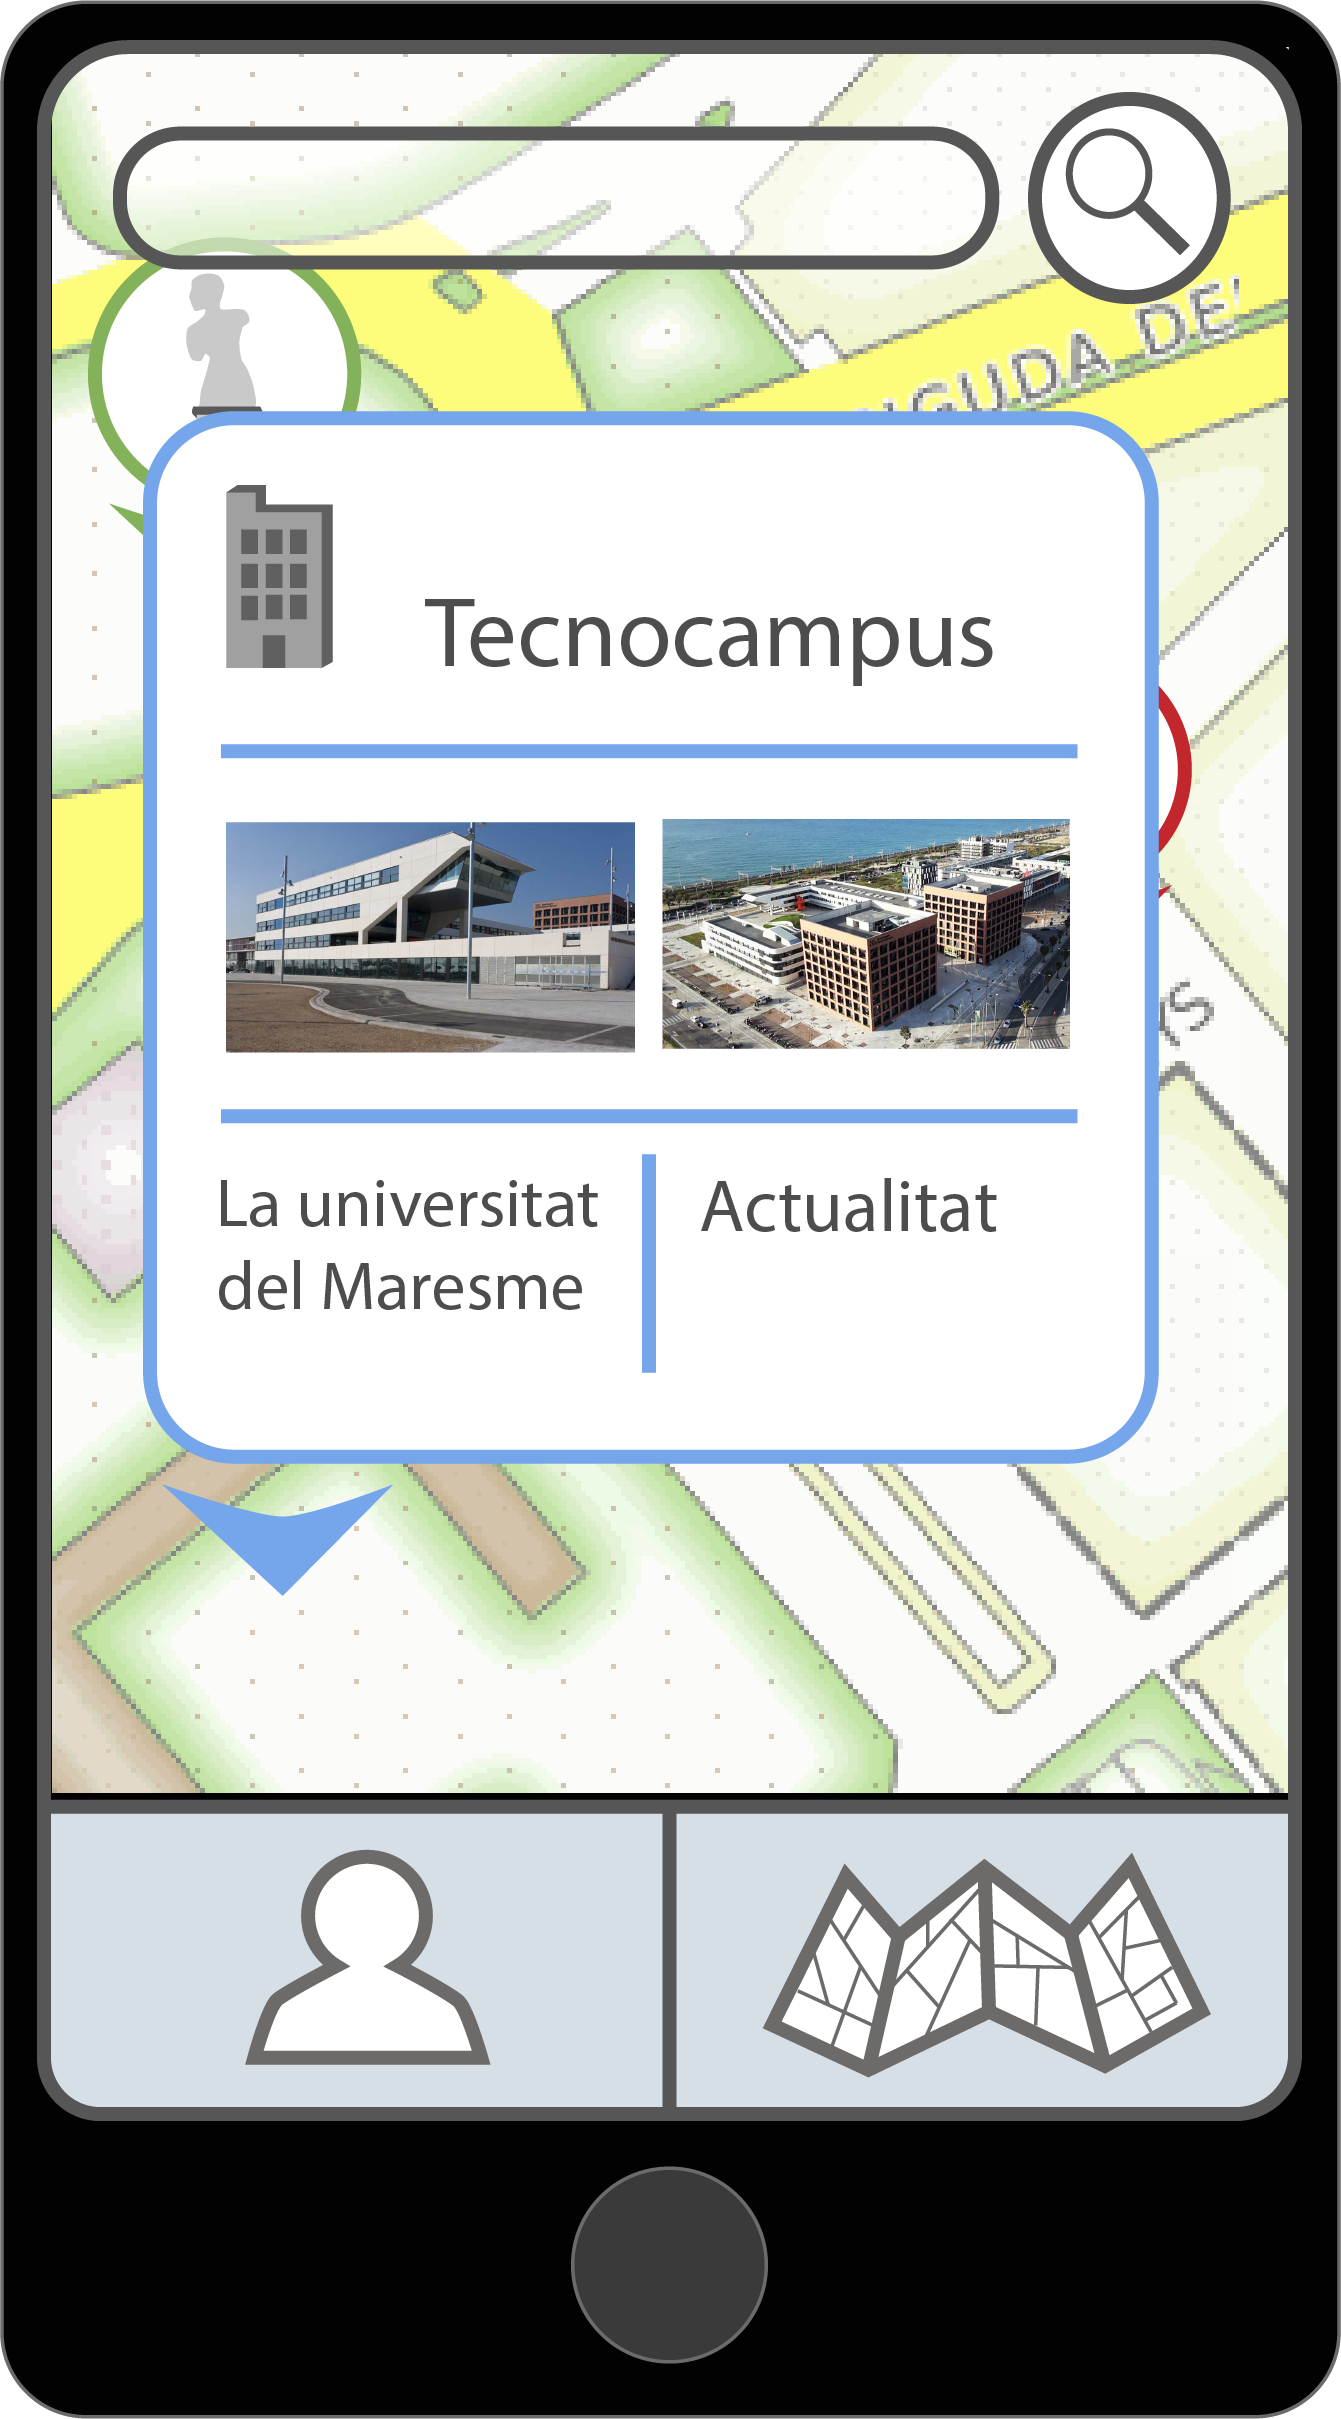 Tecnocampus
La universitat
del Maresme
Actualitat